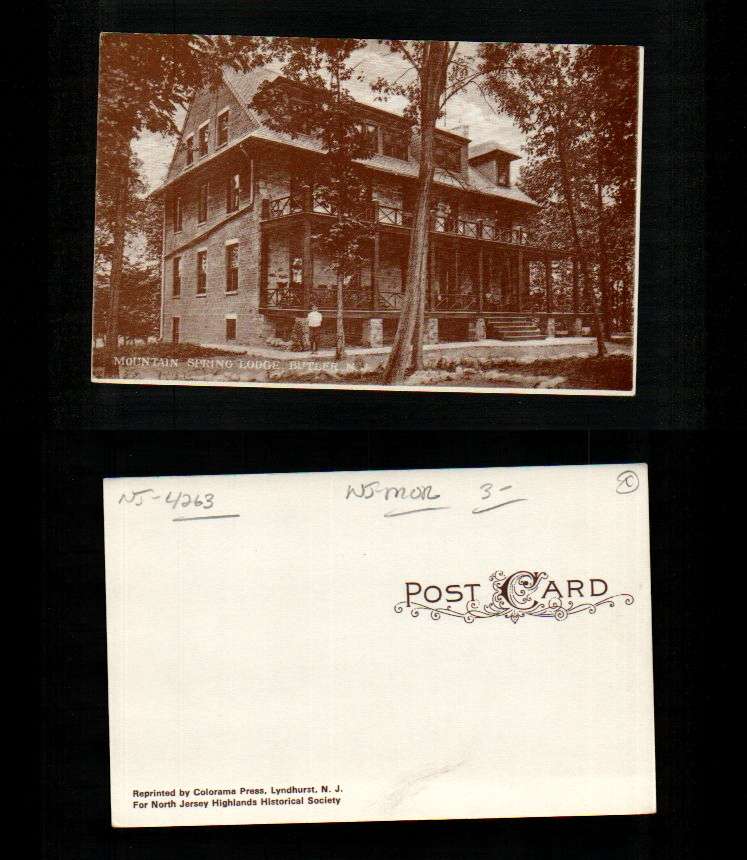 MOUNTAIN SPRING LODGE, BUTLER, N.J.
NJ-4263 NJ-MOR 3- C
POST CARD
Reprinted by Colorama Press, Lyndhurst, N. J.
For North Jersey Highlands Historical Society